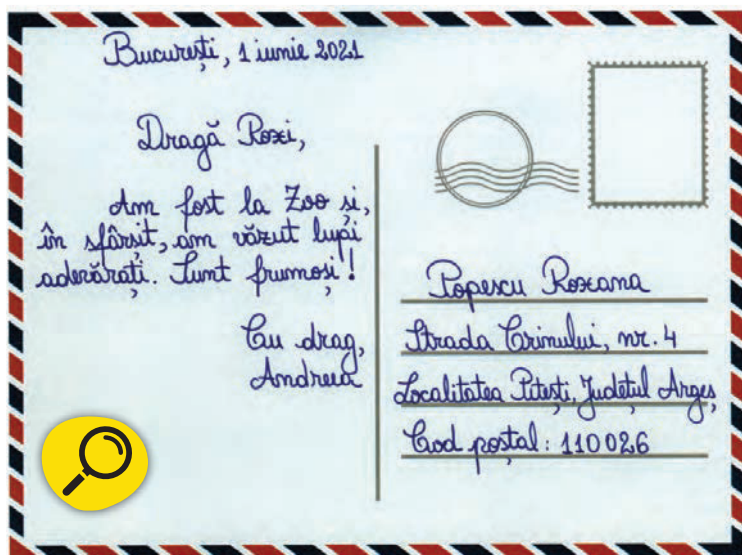 București, 1 iunie 2021
Dragă Roxi,
Am fost la Zoo și,
în sfârșit, am văzut lupi
adevărați. Sunt frumoși!
Cu drag,
Andreea
Popescu Roxana
Strada Crinului, nr. 4
Localitatea Pitești, Județul Argeș
Cod poștal: 110026